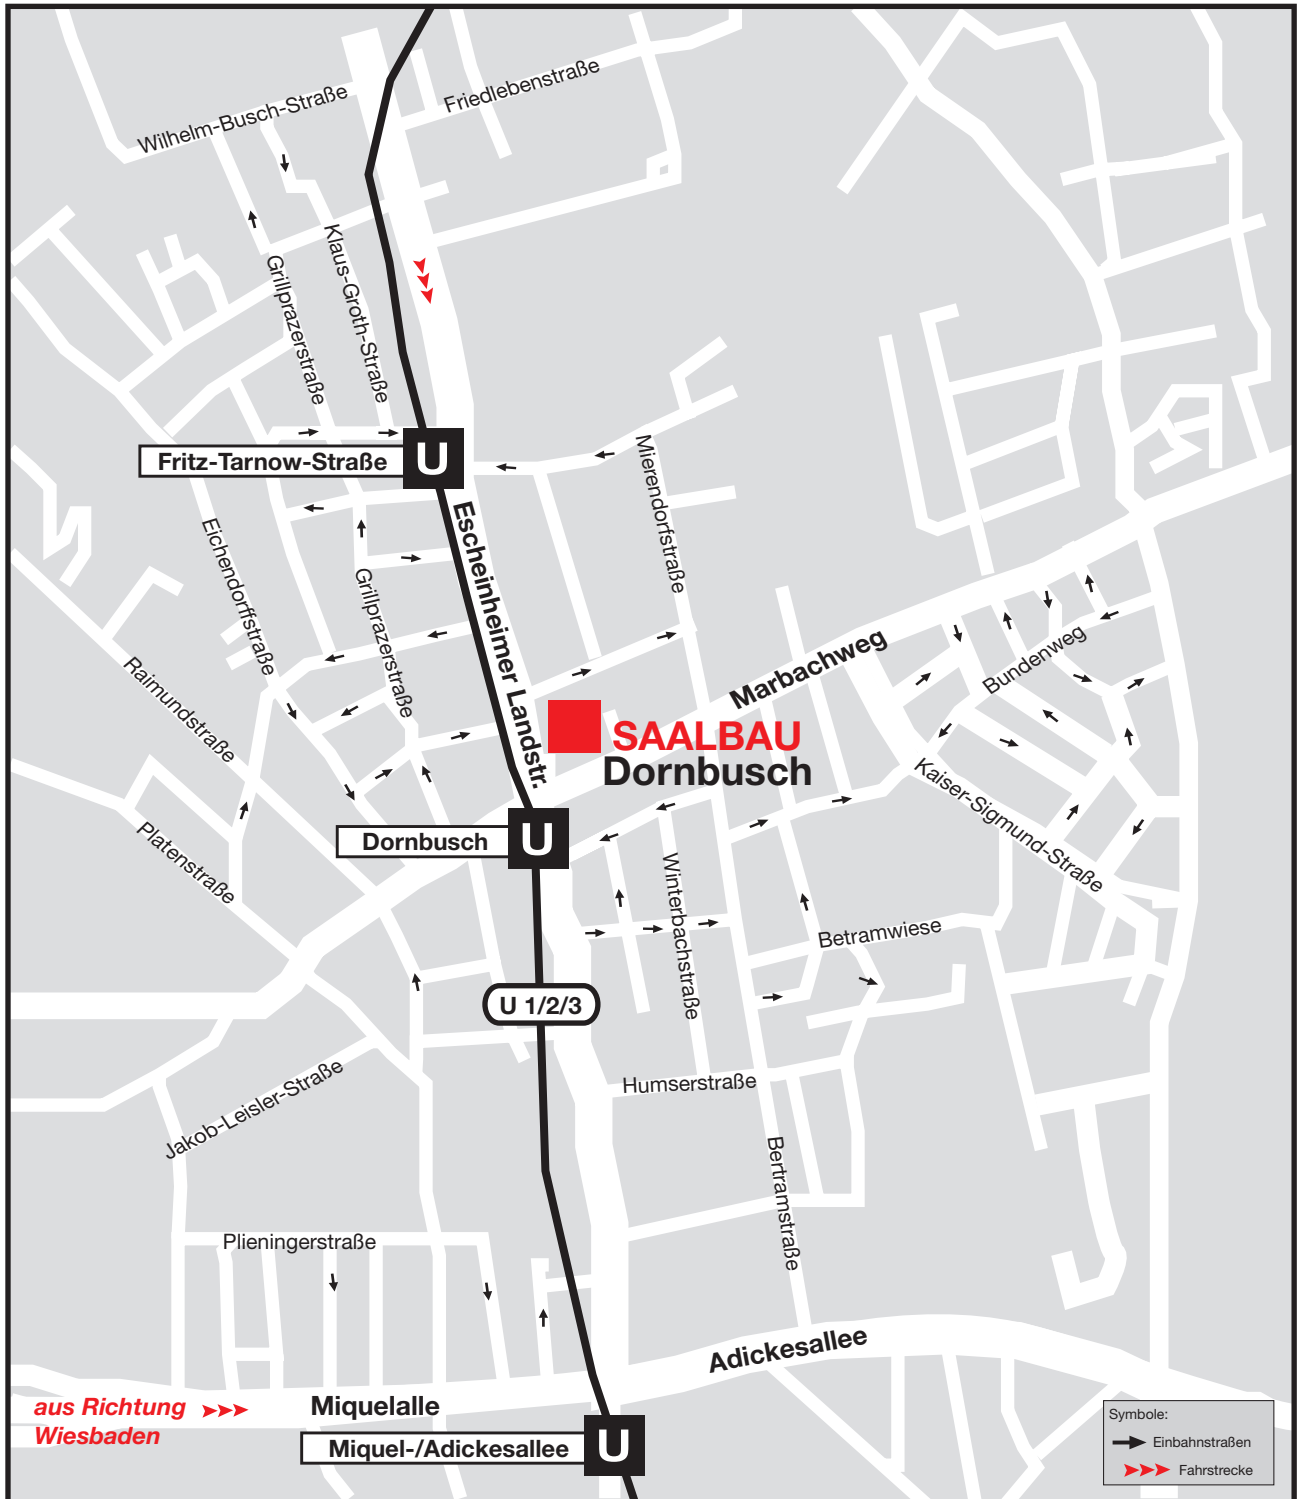 Friedlebenstraße
Wilhelm-Busch-Straße
Klaus-Groth-Straße
Grillprazerstraße
Fritz-Tarnow-Straße
U
Mierendorfstraße
Escheinheimer Landstr.
Eichendorffstraße
Grillprazerstraße
Marbachweg
Bundenweg
Raimundstraße
SAALBAU
Dornbusch
Kaiser-Sigmund-Straße
Dornbusch
U
Platenstraße
Winterbachstraße
Betramwiese
U 1/2/3
Humserstraße
Jakob-Leisler-Straße
Bertramstraße
Plieningerstraße
Adickesallee
aus Richtung
Wiesbaden
Miquelalle
Miquel-/Adickesallee
U
Symbole:
Einbahnstraßen
Fahrstrecke